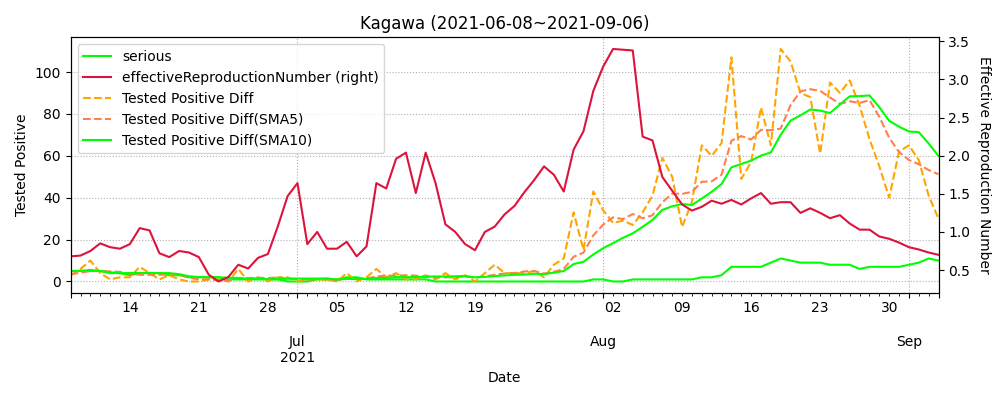 Kagawa (2021-06-08~2021-09-06)
serious
effectiveReproductionNumber (right)
Tested Positive Diff
Tested Positive Diff(SMA5)
Tested Positive Diff(SMA10)
Tested Positive
100
80
60
40
20
0
3.5
3.0
2.5
2.0
1.5
1.0
0.5
Effective Reproduction Number
14 21 28 05 12 19 26 02 09 16 23 30
Jul Aug Sep
2021
Date